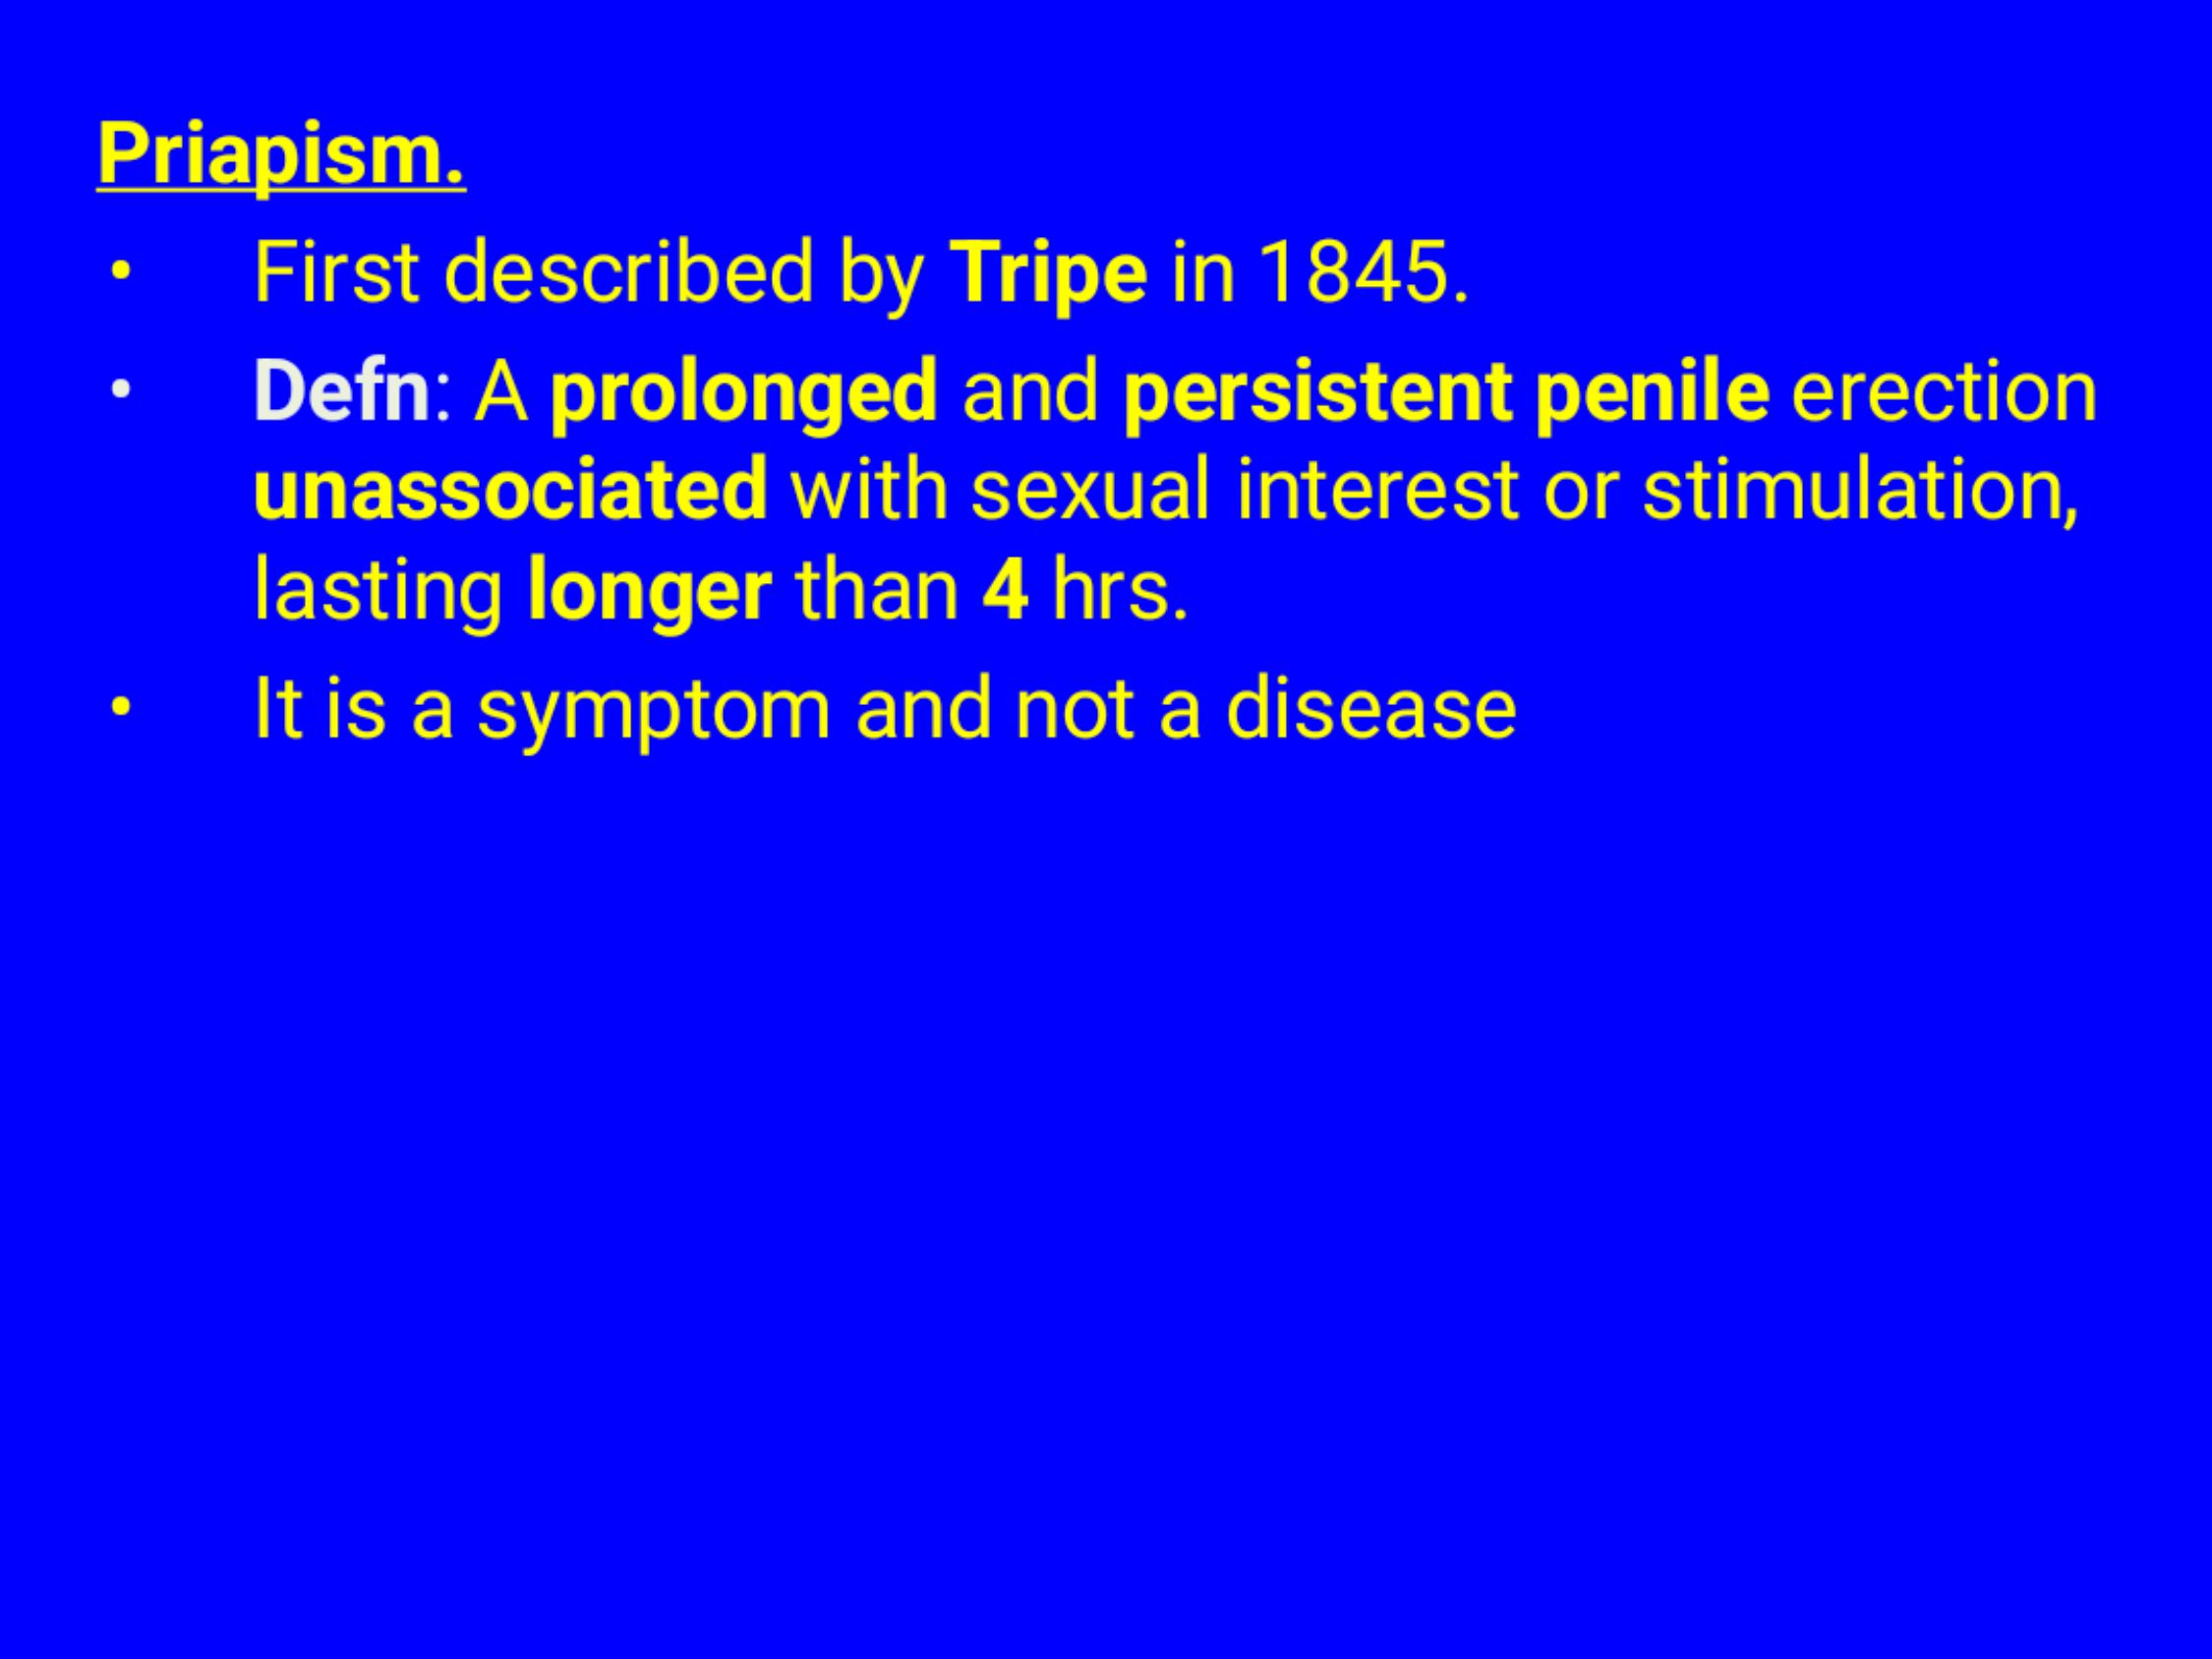 Priapism.
• First described by Tripe in 1845.
• Defn: A prolonged and persistent penile erection
unassociated with sexual interest or stimulation,
lasting longer than 4 hrs.
• It is a symptom and not a disease